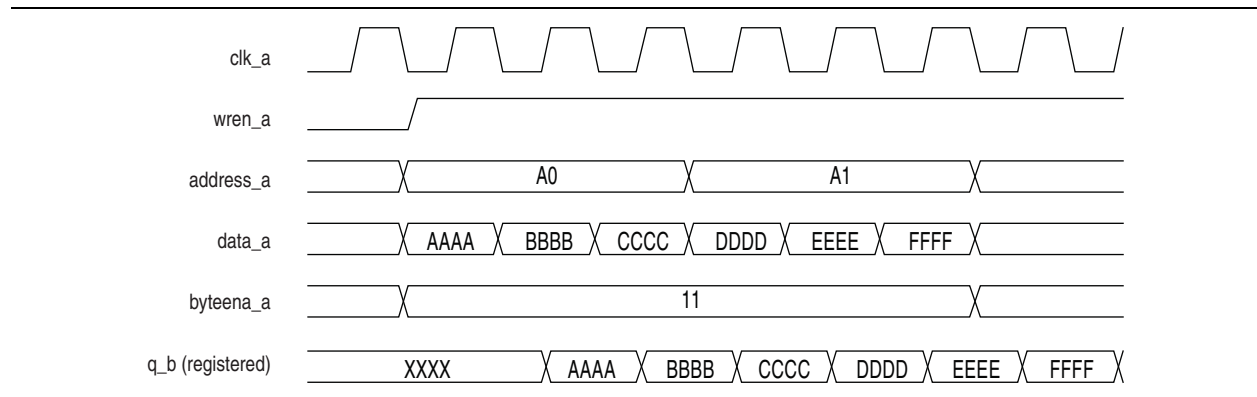 clk_a
wren_a
address_a A0 A1
data_a AAAA BBBB CCCC DDDD EEEE FFFF
byteena_a 11
q_b (registered) XXXX AAAA BBBB CCCC DDDD EEEE FFFF